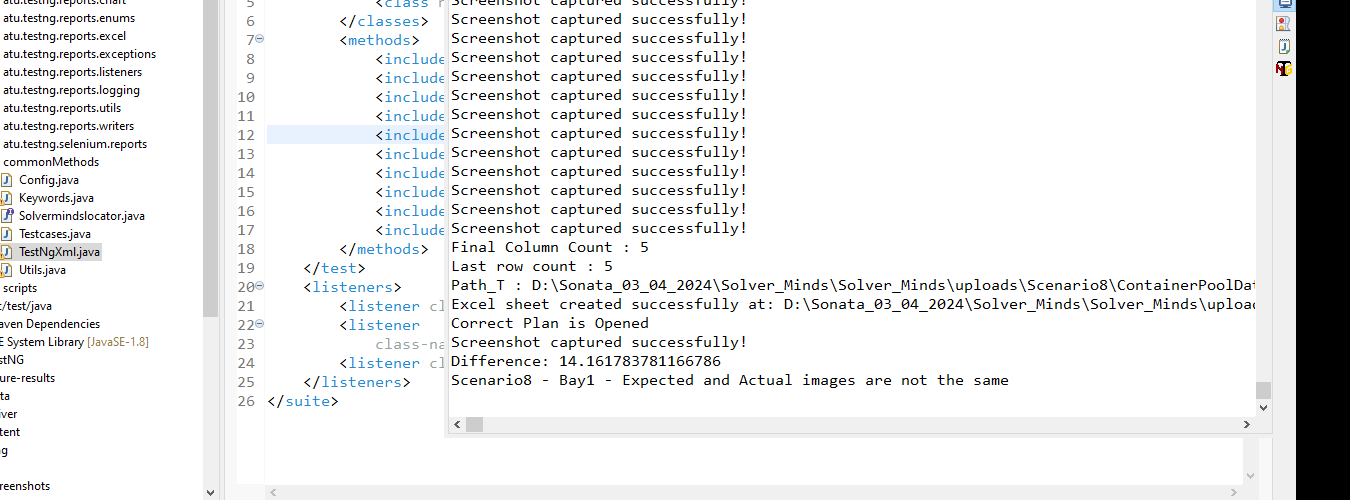 atu.testng.reports.chart
atu.testng.reports.enums
atu.testng.reports.excel
atu.testng.reports.exceptions
atu.testng.reports.listeners
atu.testng.reports.logging
atu.testng.reports.utils
atu.testng.reports.writers
atu.testng.selenium.reports
commonMethods
Config.java
Keywords.java
Solvermindslocator.java
Testcases.java
TestNgXml.java
Utils.java
scripts
c/test/java
aven Dependencies
E System Library [JavaSE-1.8]
stNG
ure-results
ta
iver
tent
ng
reenshots
5 <class n
6 </classes>
7 <methods>
8 <include
9 <include
10 <include
11 <include
12 <include
13 <include
14 <include
15 <include
16 <include
17 <include
18 </methods>
19 </test>
20 <listeners>
21 <listener cl
22 <listener
23 class-na
24 <listener cl
25 </listeners>
26 </suite>
Screenshot captured successfully!
Screenshot captured successfully!
Screenshot captured successfully!
Screenshot captured successfully!
Screenshot captured successfully!
Screenshot captured successfully!
Screenshot captured successfully!
Screenshot captured successfully!
Screenshot captured successfully!
Screenshot captured successfully!
Screenshot captured successfully!
Screenshot captured successfully!
Screenshot captured successfully!
Final Column Count : 5
Last row count : 5
Path_T : D:\Sonata_03_04_2024\Solver_Minds\Solver_Minds\uploads\Scenario8\ContainerPoolDat
Excel sheet created successfully at: D:\Sonata_03_04_2024\Solver_Minds\Solver_Minds\uploa
Correct Plan is Opened
Screenshot captured successfully!
Difference: 14.161783781166786
Scenario8 - Bay1 - Expected and Actual images are not the same